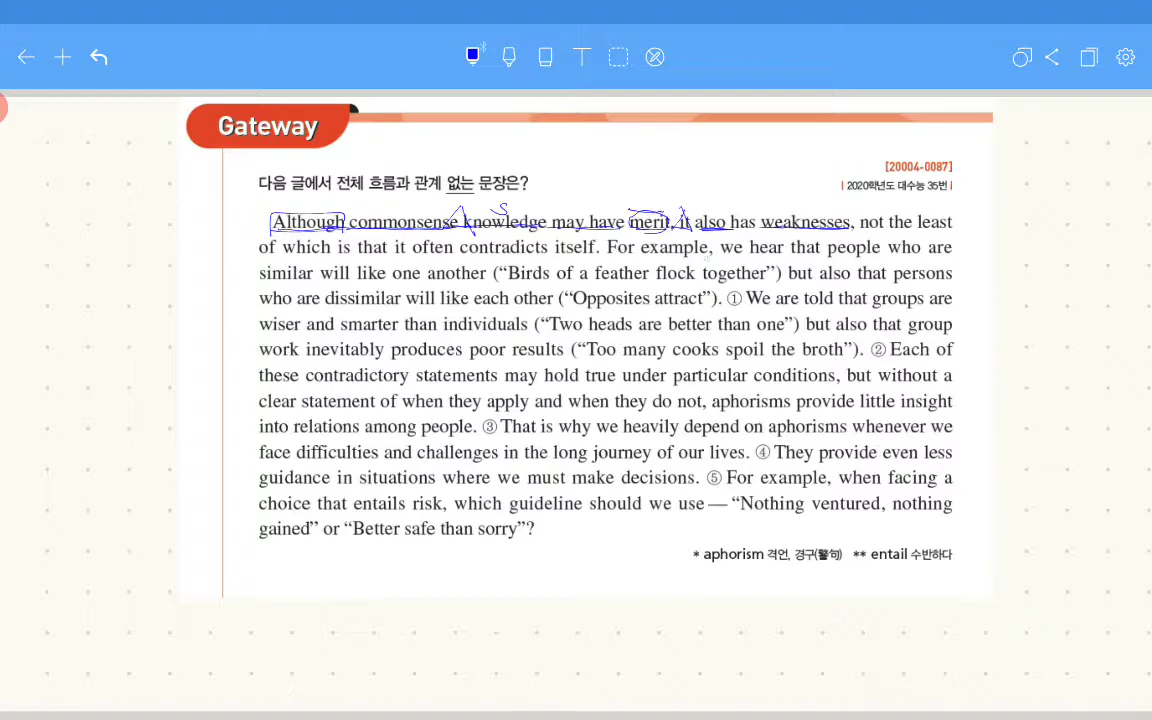 Gateway
[20004-0087]
다음 글에서 전체 흐름과 관계 없는 문장은?
| 2020학년도 대수능 35번 |
Although commonsense knowledge may have merit, it also has weaknesses, not the least
of which is that it often contradicts itself. For example, we hear that people who are
similar will like one another (“Birds of a feather flock together”) but also that persons
who are dissimilar will like each other (“Opposites attract”). ① We are told that groups are
wiser and smarter than individuals (“Two heads are better than one”) but also that group
work inevitably produces poor results (“Too many cooks spoil the broth”). ② Each of
these contradictory statements may hold true under particular conditions, but without a
clear statement of when they apply and when they do not, aphorisms provide little insight
into relations among people. ③ That is why we heavily depend on aphorisms whenever we
face difficulties and challenges in the long journey of our lives. ④ They provide even less
guidance in situations where we must make decisions. ⑤ For example, when facing a
choice that entails risk, which guideline should we use — “Nothing ventured, nothing
gained” or “Better safe than sorry”?
* aphorism 격언, 경구(警句) ** entail 수반하다